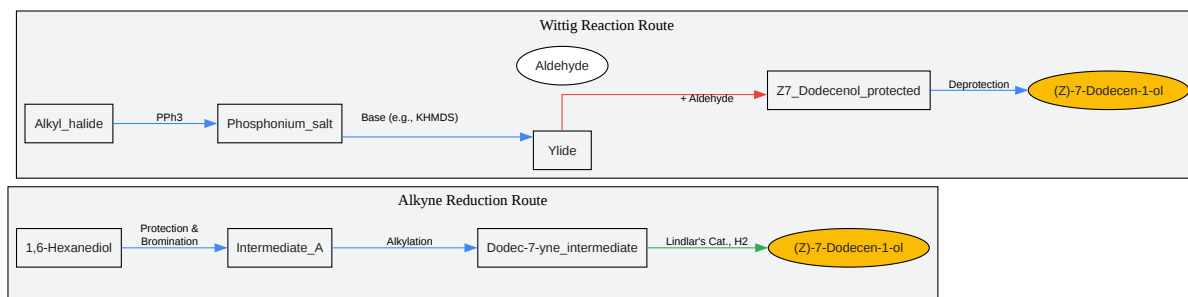 Wittig Reaction Route
Aldehyde
Alkyl_halide
PPh3
Phosphonium_salt
Base (e.g., KHMDS)
Ylide
+ Aldehyde
Z7_Dodecenol_protected
Deprotection
(Z)-7-Dodecen-1-ol
Alkyne Reduction Route
1,6-Hexanediol
Protection &
Bromination
Intermediate_A
Alkylation
Dodec-7-yne_intermediate
Lindlar's Cat., H2
(Z)-7-Dodecen-1-ol